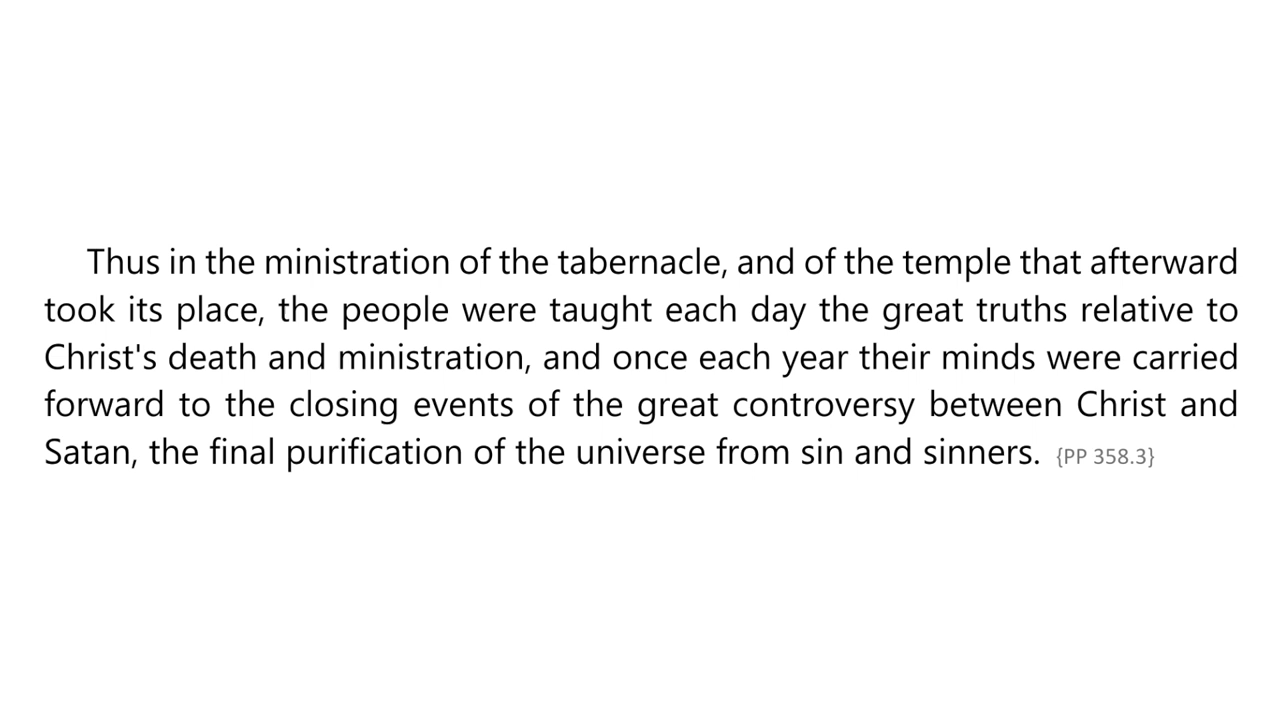 Thus in the ministration of the tabernacle, and of the temple that afterward
took its place, the people were taught each day the great truths relative to
Christ's death and ministration, and once each year their minds were carried
forward to the closing events of the great controversy between Christ and
Satan, the final purification of the universe from sin and sinners. {PP 358.3}